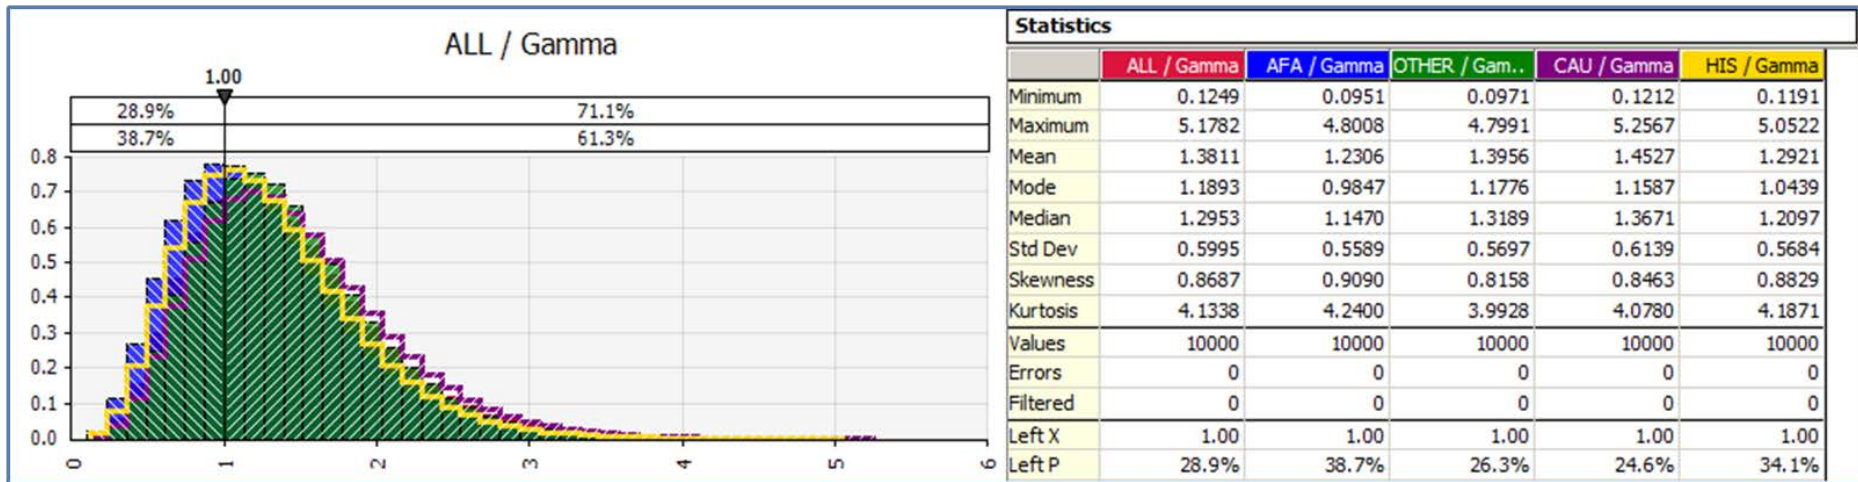 ALL / Gamma
1.00
28.9% 71.1%
38.7% 61.3%
0.8
0.7
0.6
0.5
0.4
0.3
0.2
0.1
0.0
0 1 2 3 4 5 6
Statistics
ALL / Gamma AFA / Gamma OTHER / Gam.. CAU / Gamma HIS / Gamma
Minimum 0.1249 0.0951 0.0971 0.1212 0.1191
Maximum 5.1782 4.8008 4.7991 5.2567 5.0522
Mean 1.3811 1.2306 1.3956 1.4527 1.2921
Mode 1.1893 0.9847 1.1776 1.1587 1.0439
Median 1.2953 1.1470 1.3189 1.3671 1.2097
Std Dev 0.5995 0.5589 0.5697 0.6139 0.5684
Skewness 0.8687 0.9090 0.8158 0.8463 0.8829
Kurtosis 4.1338 4.2400 3.9928 4.0780 4.1871
Values 10000 10000 10000 10000 10000
Errors 0 0 0 0 0
Filtered 0 0 0 0 0
Left X 1.00 1.00 1.00 1.00 1.00
Left P 28.9% 38.7% 26.3% 24.6% 34.1%